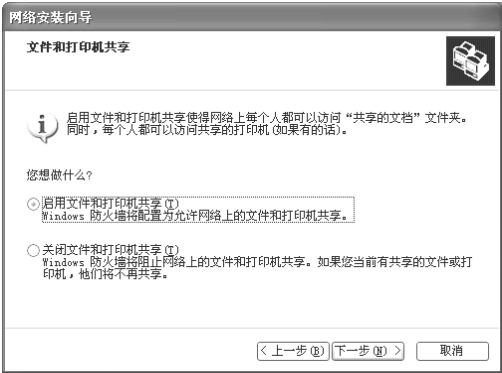 网络安装向导
文件和打印机共享
启用文件和打印机共享使得网络上每个人都可以访问“共享的文档”文件夹。
同时，每个人都可以访问共享的打印机(如果有的话)。
您想做什么?
启用文件和打印机共享(T)
Windows 防火墙将配置为允许网络上的文件和打印机共享。
关闭文件和打印机共享(T)
Windows 防火墙将阻止网络上的文件和打印机共享。如果您当前有共享的文件或打
印机，他们将不再共享。
< 上一步(B) 下一步(N) > 取消